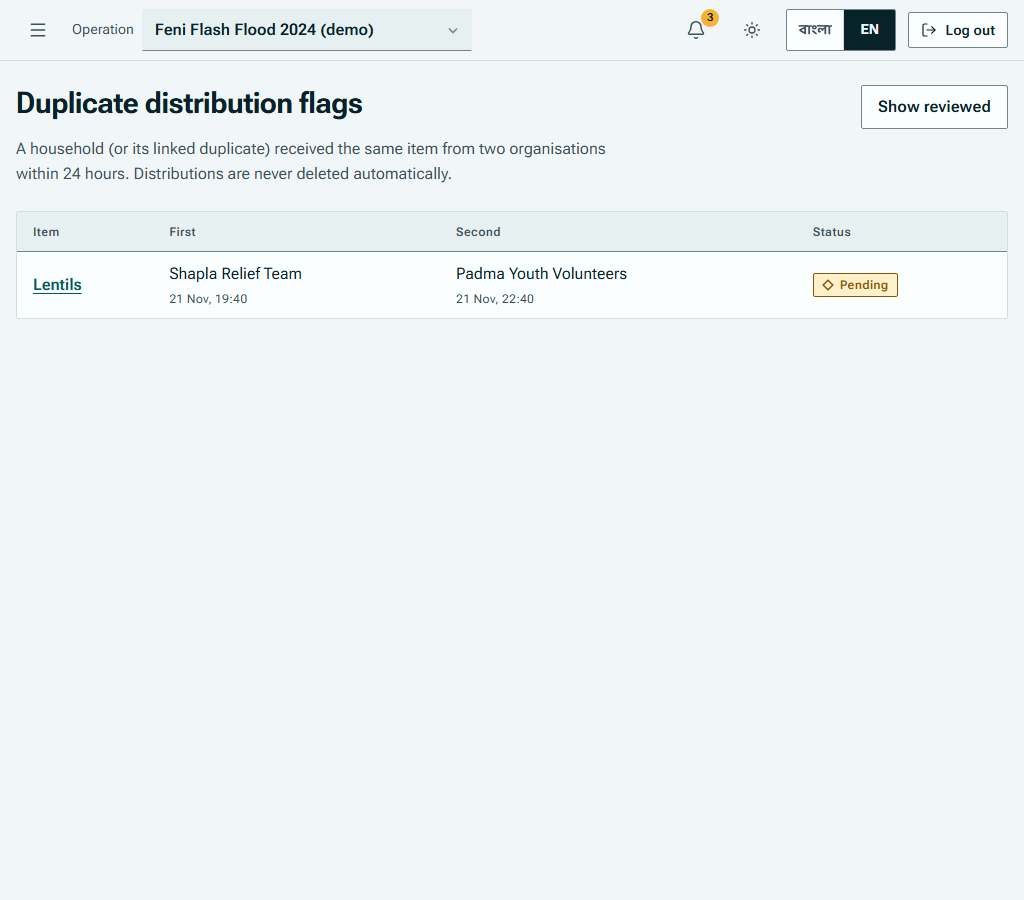 Operation
Feni Flash Flood 2024 (demo)
3
বাংলা
EN
Log out
Duplicate distribution flags
Show reviewed
A household (or its linked duplicate) received the same item from two organisations
within 24 hours. Distributions are never deleted automatically.
Item
First
Second
Status
Lentils
Shapla Relief Team
21 Nov, 19:40
Padma Youth Volunteers
21 Nov, 22:40
Pending